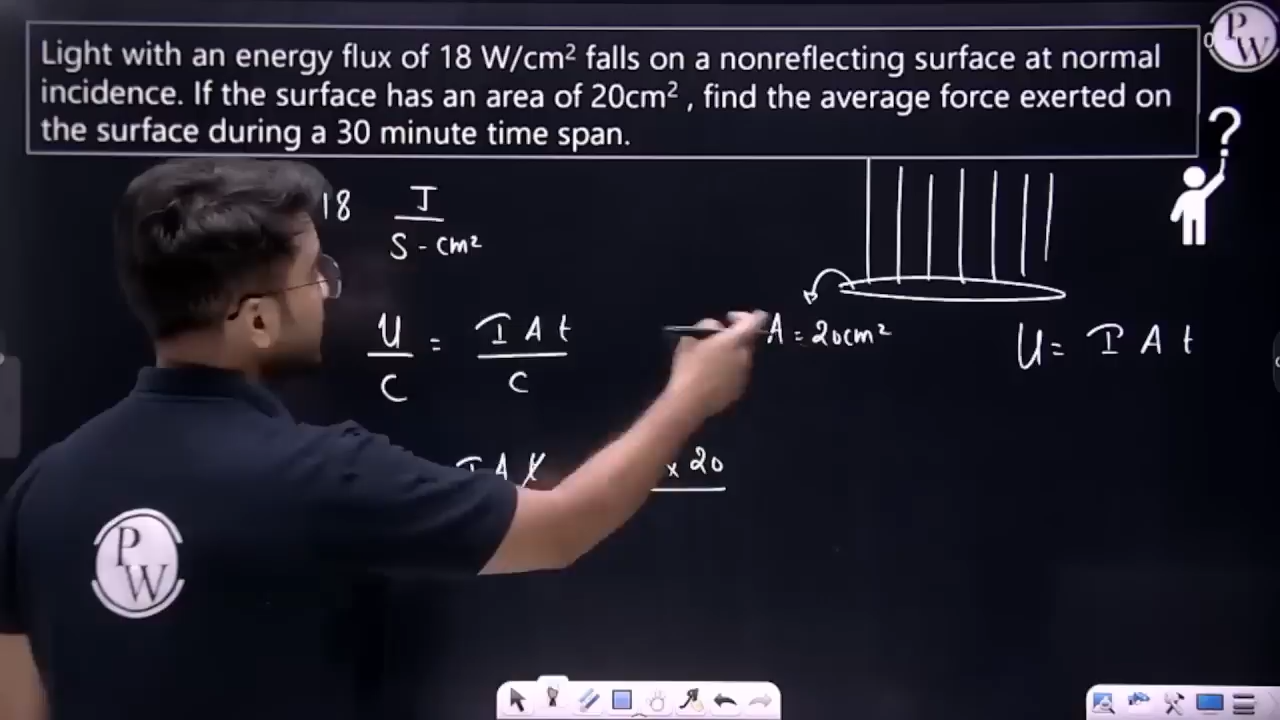 Light with an energy flux of 18 W/cm² falls on a nonreflecting surface at normal
incidence. If the surface has an area of 20cm² , find the average force exerted on
the surface during a 30 minute time span.
PW
?
18 J / S - cm²
U / C = I A t / C
A = 20cm²
U = I A t
I A t
x 20
PW